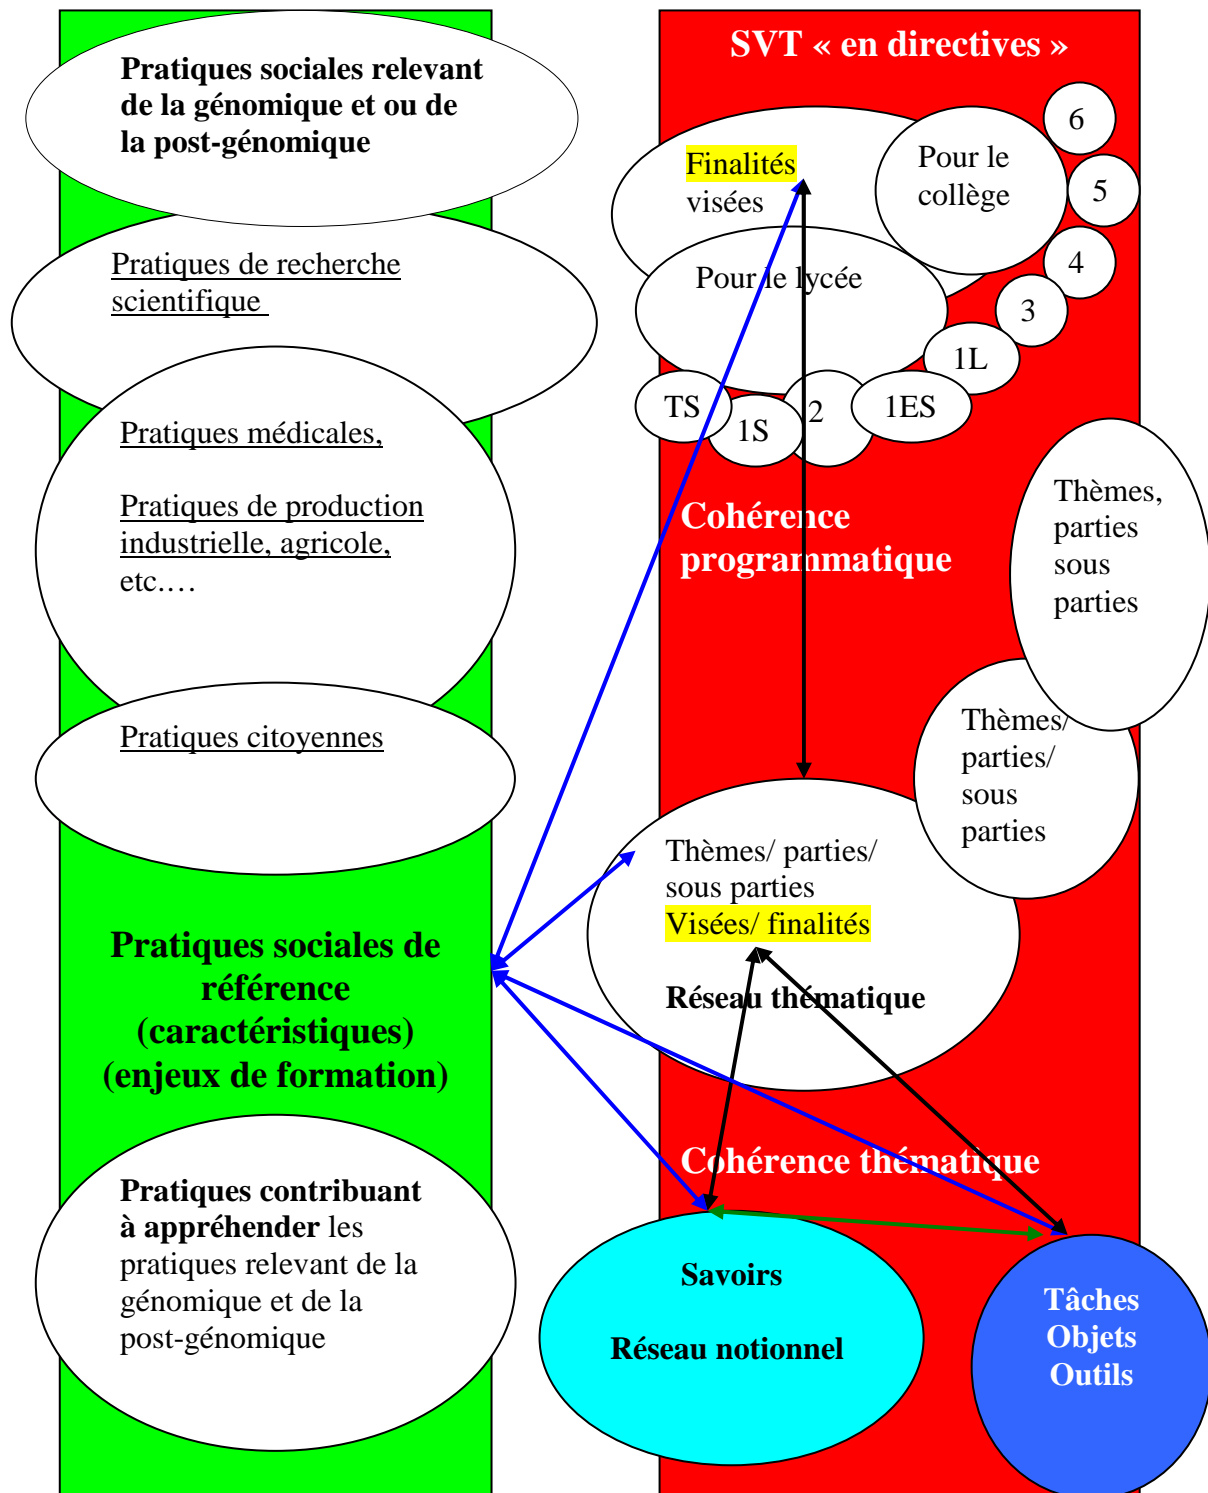 Pratiques sociales relevant
de la génomique et ou de
la post-génomique
Pratiques de recherche
scientifique
Pratiques médicales,
Pratiques de production
industrielle, agricole,
etc.…
Pratiques citoyennes
Pratiques sociales de
référence
(caractéristiques)
(enjeux de formation)
Pratiques contribuant
à appréhender les
pratiques relevant de la
génomique et de la
post-génomique
SVT « en directives »
Finalités
visées
Pour le
collège
6
5
4
3
Pour le lycée
1L
1ES
2
1S
TS
Cohérence
programmatique
Thèmes,
parties
sous
parties
Thèmes/
parties/
sous
parties
Thèmes/ parties/
sous parties
Visées/ finalités
Réseau thématique
Cohérence thématique
Savoirs
Réseau notionnel
Tâches
Objets
Outils